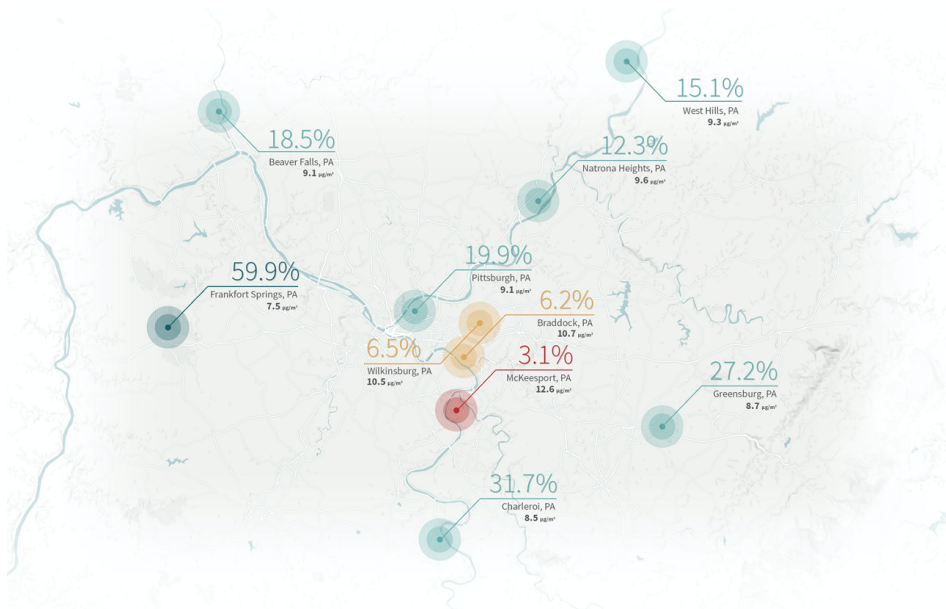 15.1%
West Hills, PA
9.3 µg/m³
18.5%
Beaver Falls, PA
9.1 µg/m³
12.3%
Natrona Heights, PA
9.6 µg/m³
19.9%
Pittsburgh, PA
9.1 µg/m³
59.9%
Frankfort Springs, PA
7.5 µg/m³
6.2%
Braddock, PA
10.7 µg/m³
6.5%
Wilkinsburg, PA
10.5 µg/m³
3.1%
McKeesport, PA
12.6 µg/m³
27.2%
Greensburg, PA
8.7 µg/m³
31.7%
Charleroi, PA
8.5 µg/m³